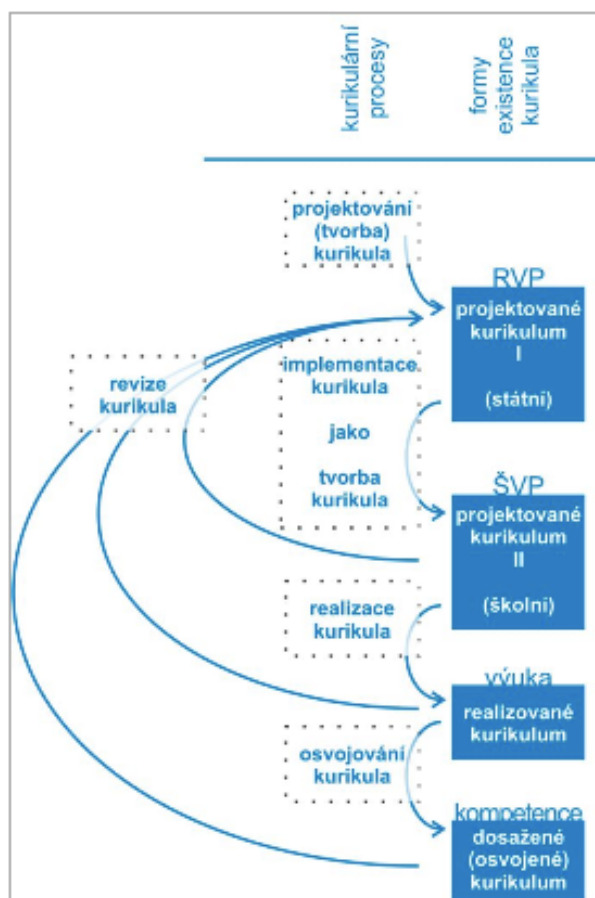 kurikulární
procesy
formy
existence
kurikula
projektování
(tvorba)
kurikula
RVP
projektované
kurikulum
I
(státní)
revize
kurikula
implementace
kurikula
jako
tvorba
kurikula
ŠVP
projektované
kurikulum
II
(školní)
realizace
kurikula
výuka
realizované
kurikulum
osvojování
kurikula
kompetence
dosažené
(osvojené)
kurikulum